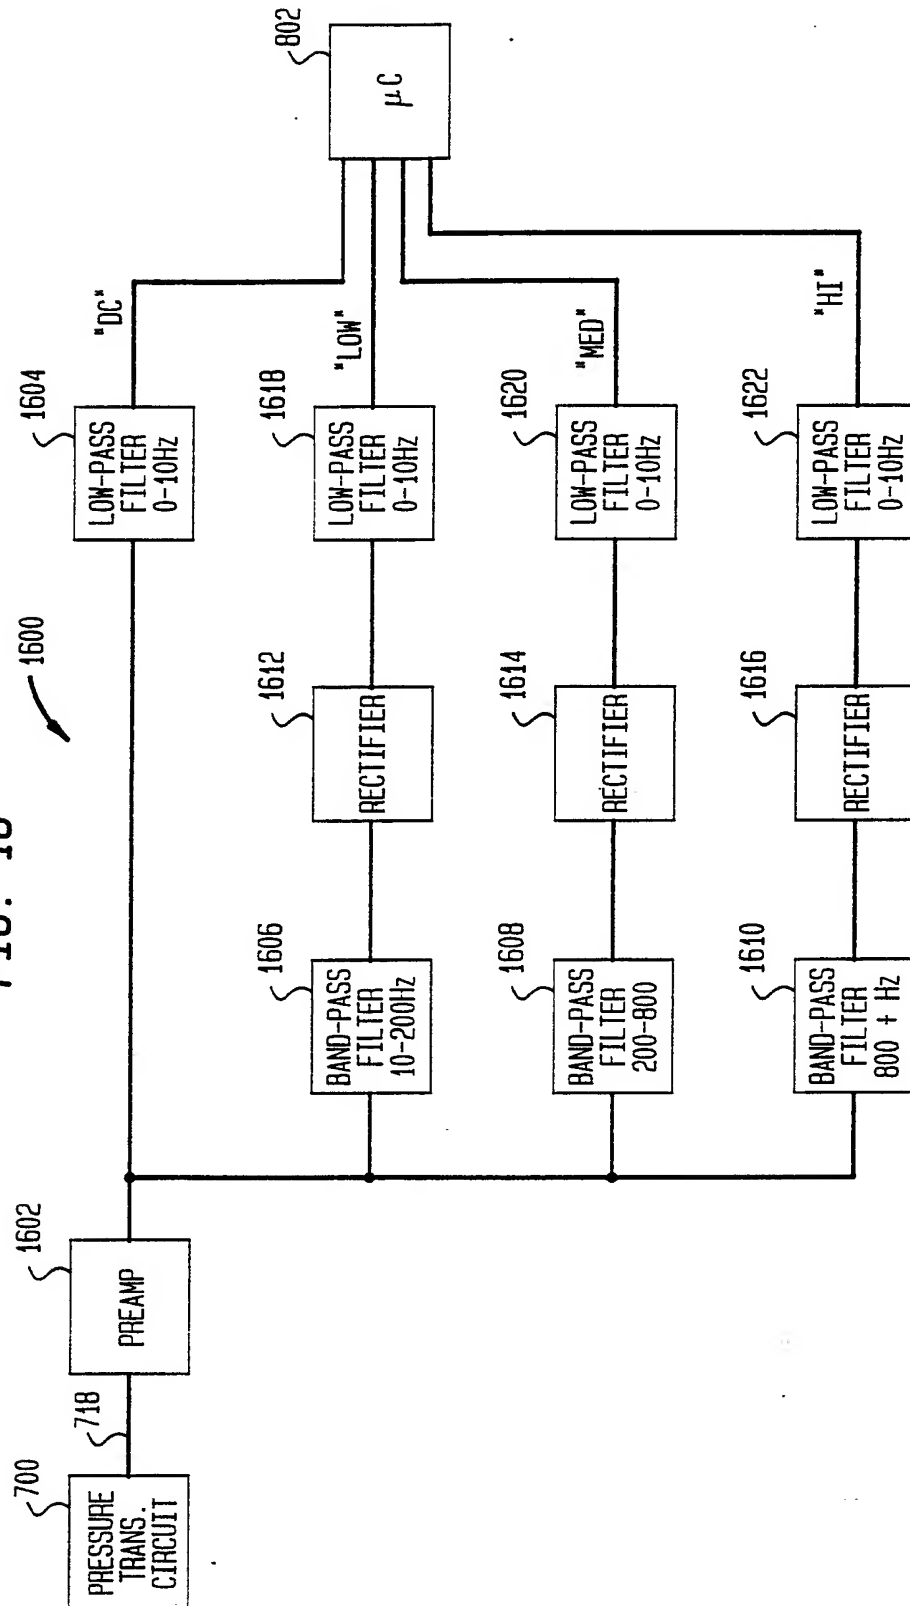 1600
700
PRESSURE
TRANS.
CIRCUIT
718
1602
PREAMP
1604
LOW-PASS
FILTER
0-10Hz
"DC"
802
µC
1606
BAND-PASS
FILTER
10-200Hz
1612
RECTIFIER
1618
LOW-PASS
FILTER
0-10Hz
"LOW"
1608
BAND-PASS
FILTER
200-800
1614
RECTIFIER
1620
LOW-PASS
FILTER
0-10Hz
"MED"
1610
BAND-PASS
FILTER
800 + Hz
1616
RECTIFIER
1622
LOW-PASS
FILTER
0-10Hz
"HI"